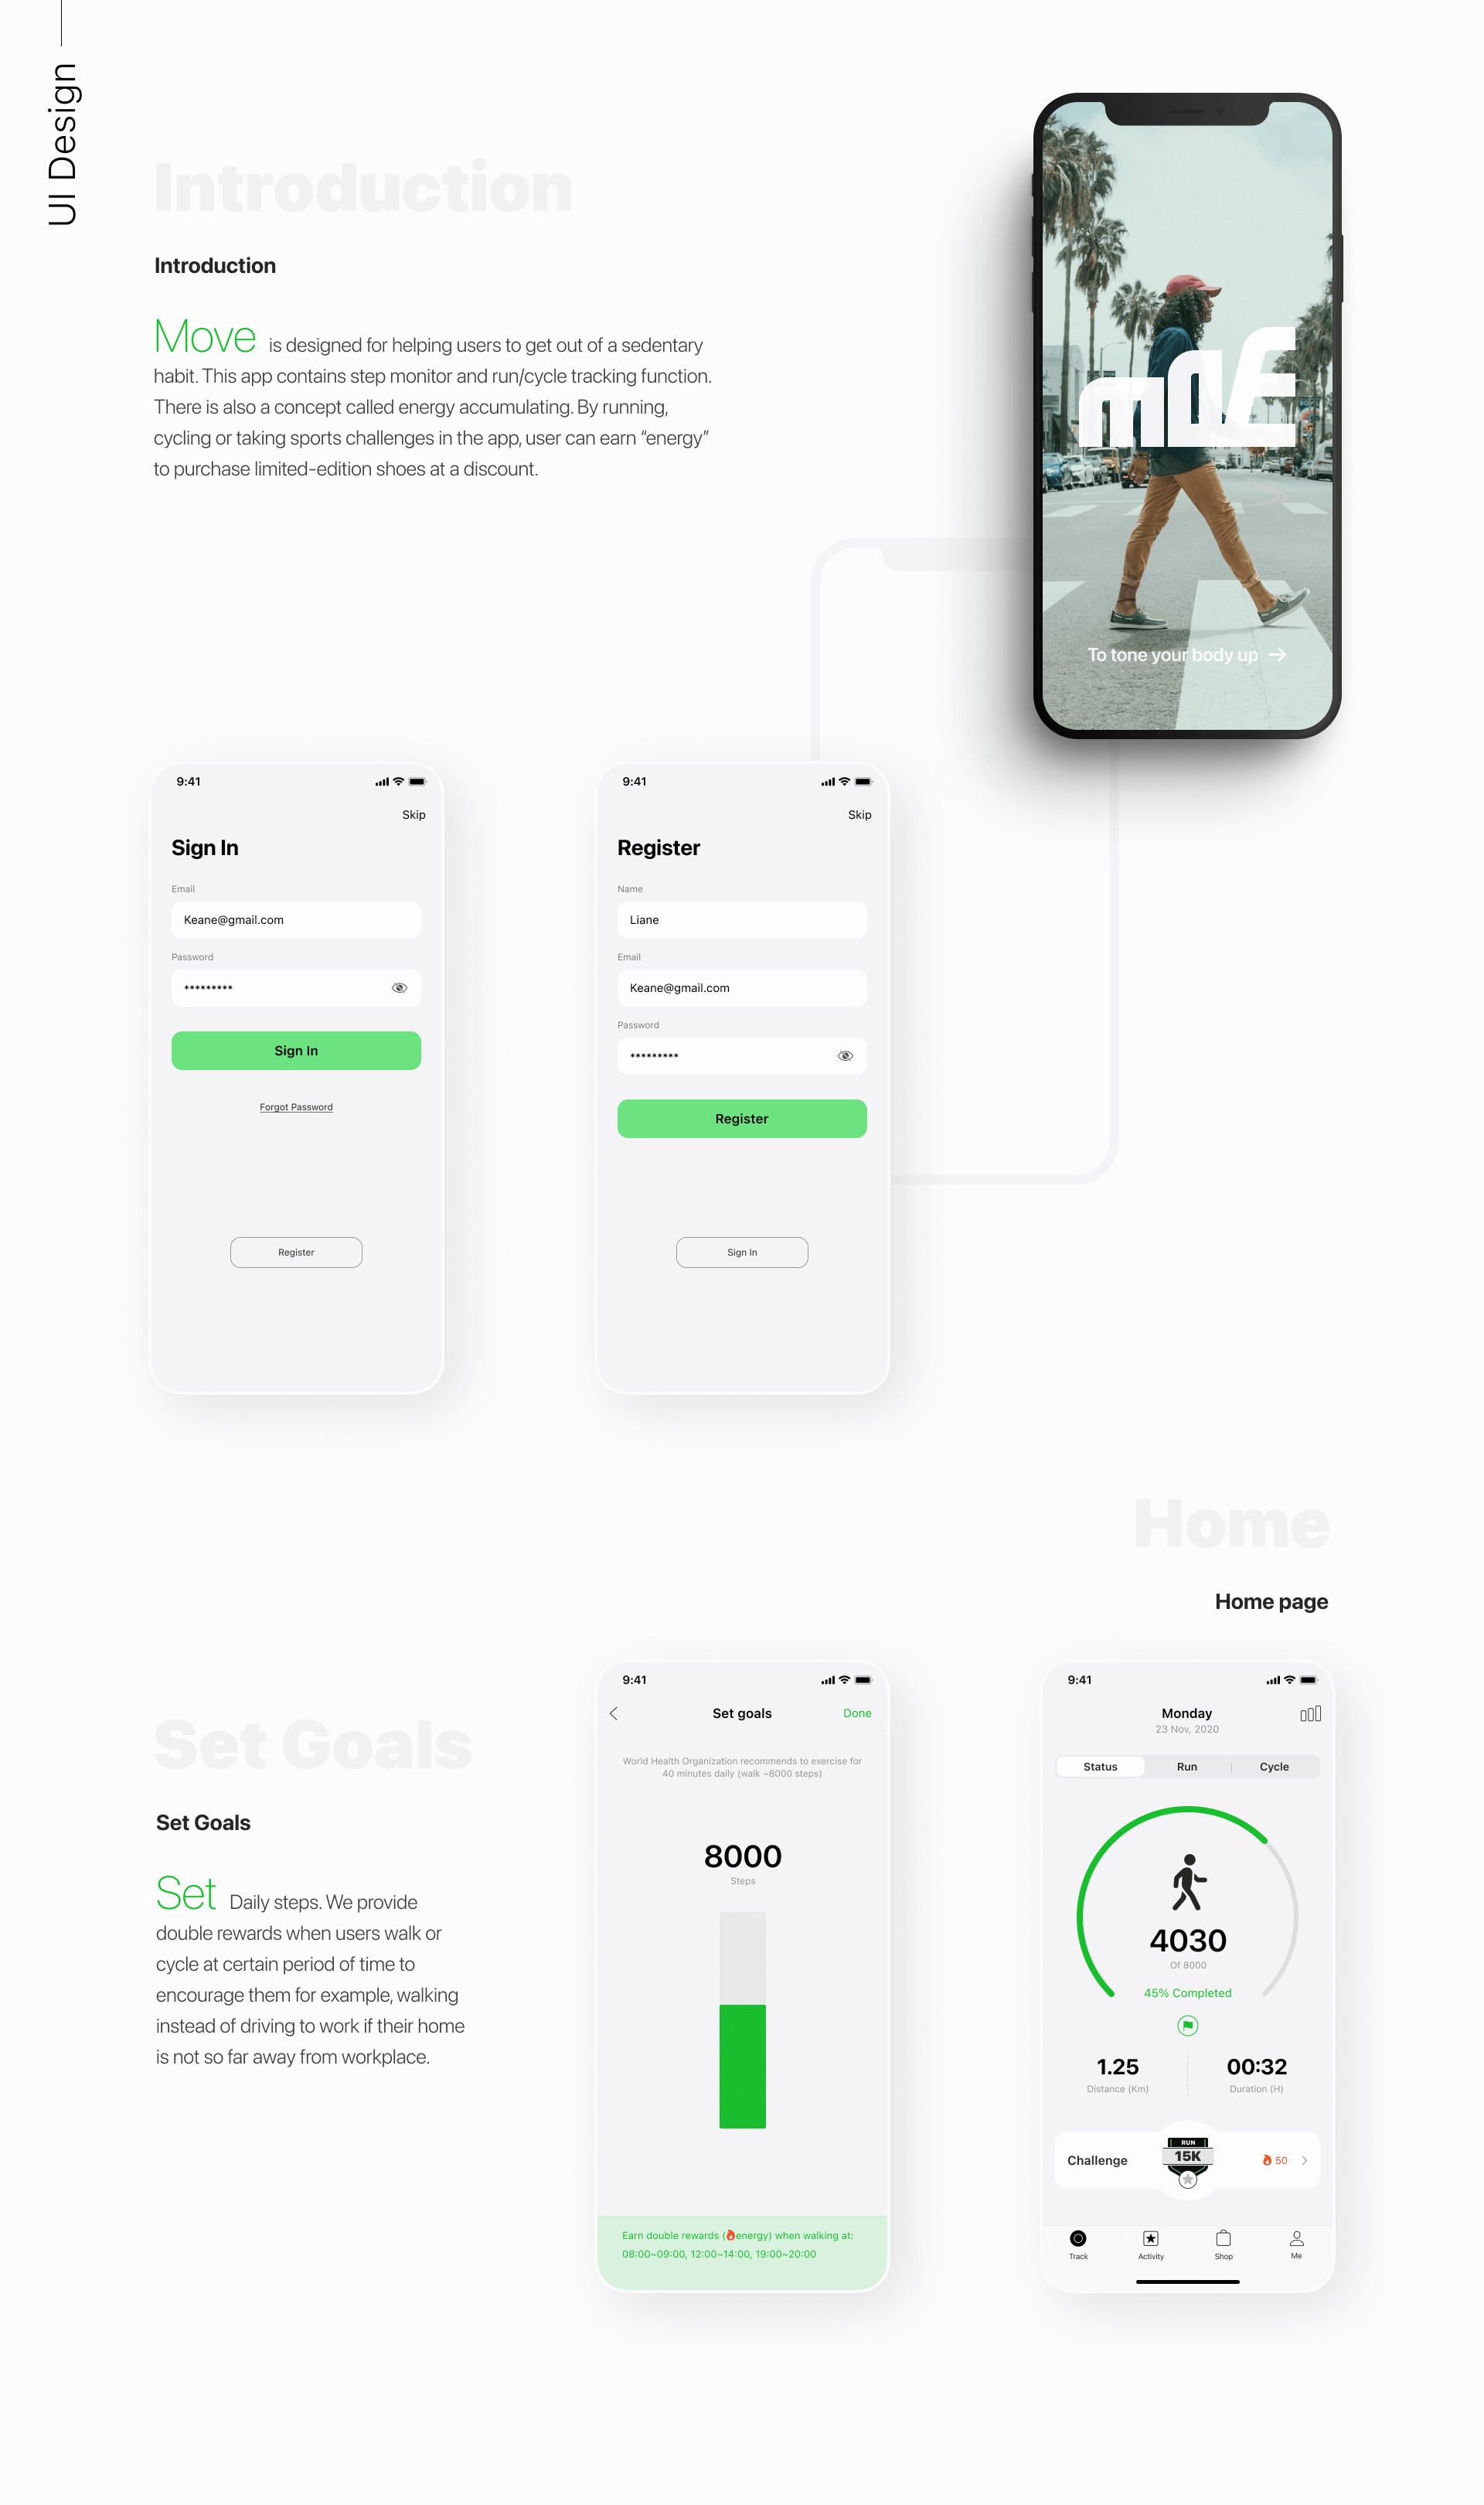 UI Design
Introduction
Introduction
Move is designed for helping users to get out of a sedentary
habit. This app contains step monitor and run/cycle tracking function.
There is also a concept called energy accumulating. By running,
cycling or taking sports challenges in the app, user can earn “energy”
to purchase limited-edition shoes at a discount.
MOVE
To tone your body up →
9:41
Skip
Sign In
Email
Keane@gmail.com
Password
*********
Sign In
Forgot Password
Register
9:41
Skip
Register
Name
Liane
Email
Keane@gmail.com
Password
*********
Register
Sign In
Home
Home page
Set Goals
Set Goals
Set Daily steps. We provide
double rewards when users walk or
cycle at certain period of time to
encourage them for example, walking
instead of driving to work if their home
is not so far away from workplace.
9:41
Set goals
Done
World Health Organization recommends to exercise for
40 minutes daily (walk ~8000 steps)
8000
Steps
Earn double rewards (energy) when walking at:
08:00~09:00, 12:00~14:00, 19:00~20:00
9:41
Monday
23 Nov, 2020
Status Run Cycle
4030
Of 8000
45% Completed
1.25 00:32
Distance (Km) Duration (H)
RUN
Challenge 15K 50
Track Activity Shop Me